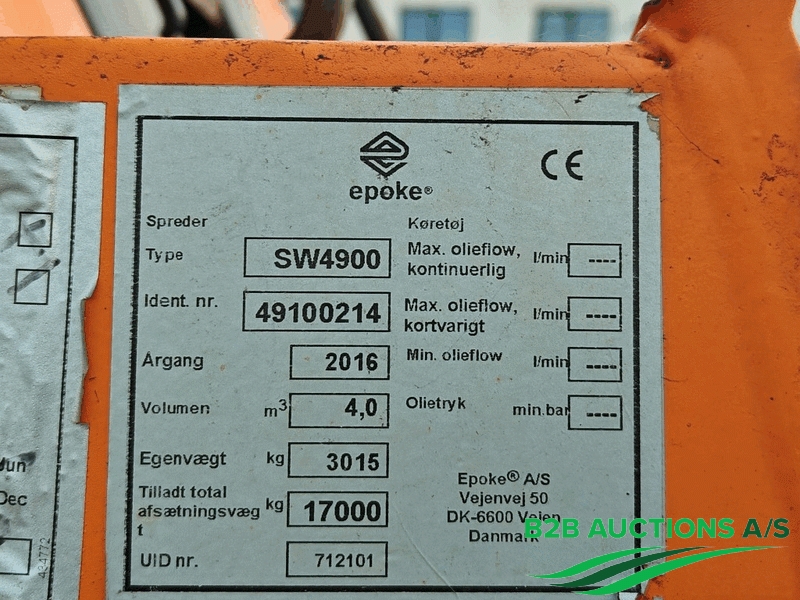 epoke®
CE
Spreder
Type SW4900
Ident. nr. 49100214
Årgang 2016
Volumen m³ 4,0
Egenvægt kg 3015
Tilladt total
afsætningsvæg kg 17000
t
UID nr. 712101
Køretøj
Max. olieflow, l/min ----
kontinuerlig
Max. olieflow, l/min ----
kortvarigt
Min. olieflow l/min ----
Olietryk min.bar ----
Epoke® A/S
Vejenvej 50
DK-6600 Vejen
Danmark
Jun
Dec
434772
B2B AUCTIONS A/S